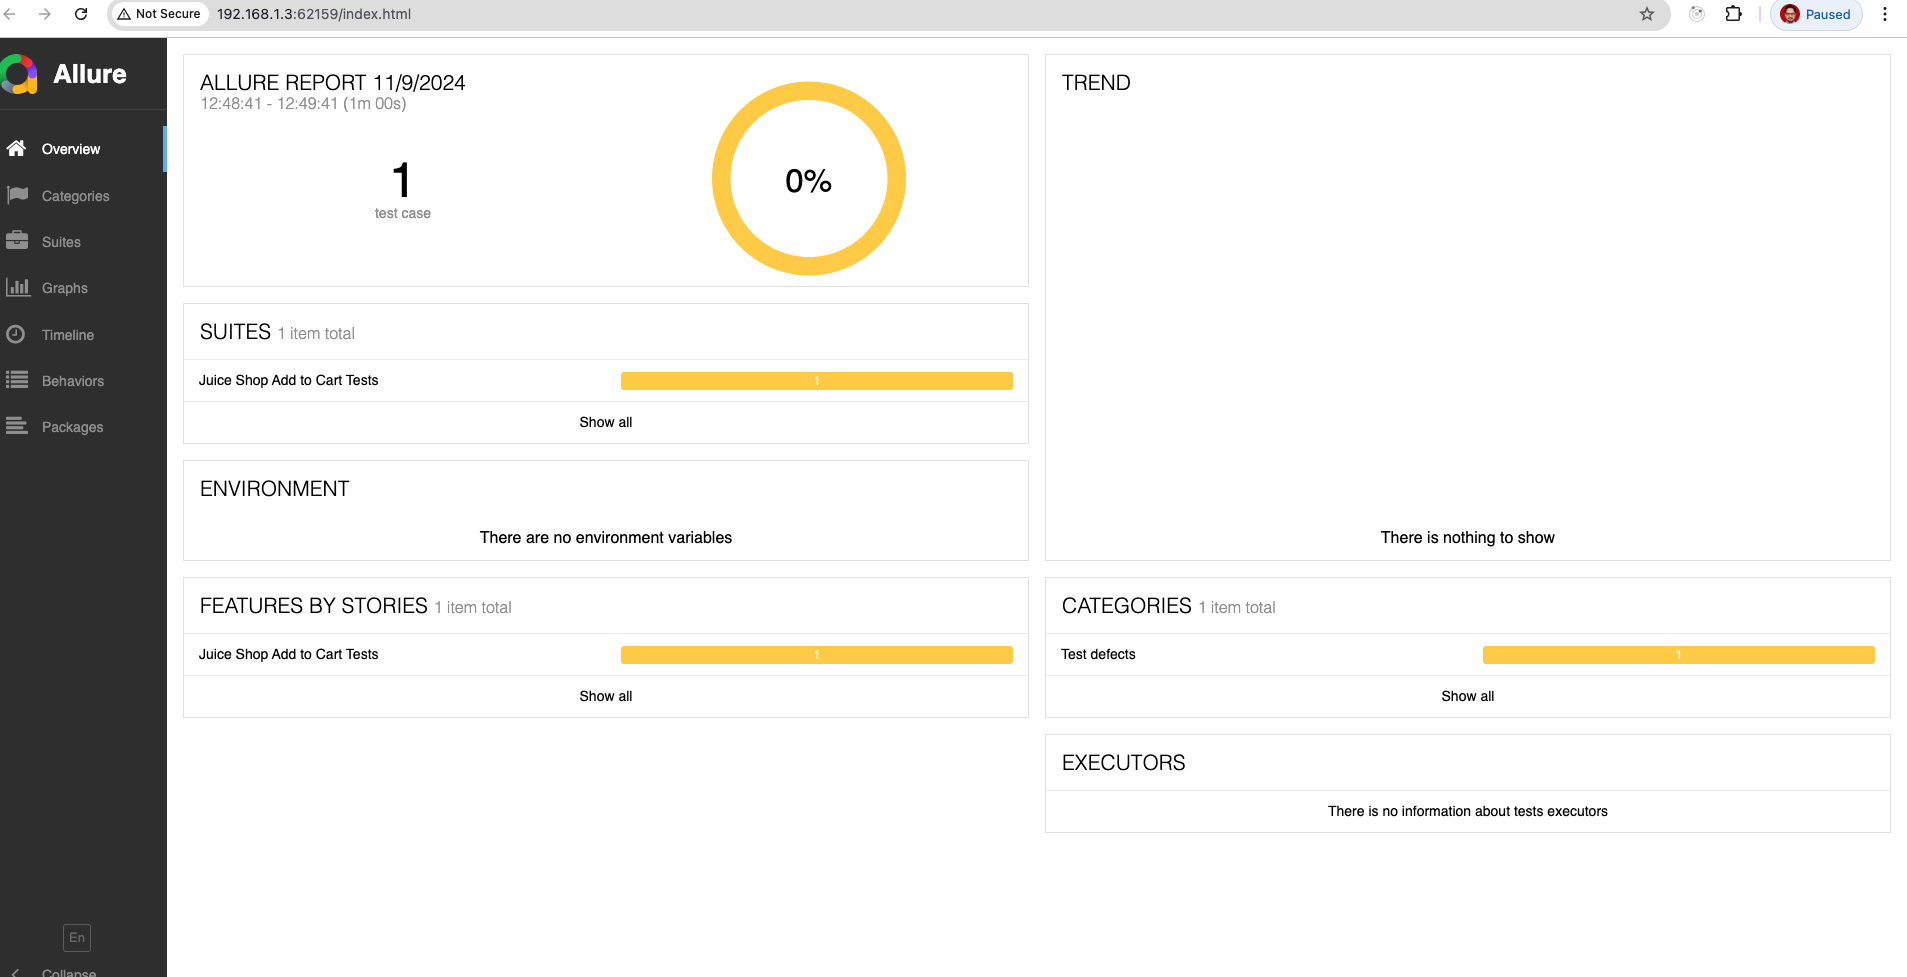 Not Secure
192.168.1.3:62159/index.html
Paused
Allure
Overview
Categories
Suites
Graphs
Timeline
Behaviors
Packages
En
Collapse
ALLURE REPORT 11/9/2024
12:48:41 - 12:49:41 (1m 00s)
1
test case
0%
SUITES 1 item total
Juice Shop Add to Cart Tests 1
Show all
ENVIRONMENT
There are no environment variables
FEATURES BY STORIES 1 item total
Juice Shop Add to Cart Tests 1
Show all
TREND
There is nothing to show
CATEGORIES 1 item total
Test defects 1
Show all
EXECUTORS
There is no information about tests executors